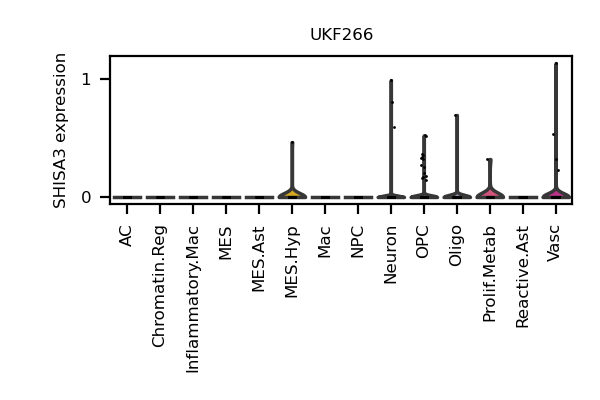 UKF266
SHISA3 expression
1
0
AC
Chromatin.Reg
Inflammatory.Mac
MES
MES.Ast
MES.Hyp
Mac
NPC
Neuron
OPC
Oligo
Prolif.Metab
Reactive.Ast
Vasc